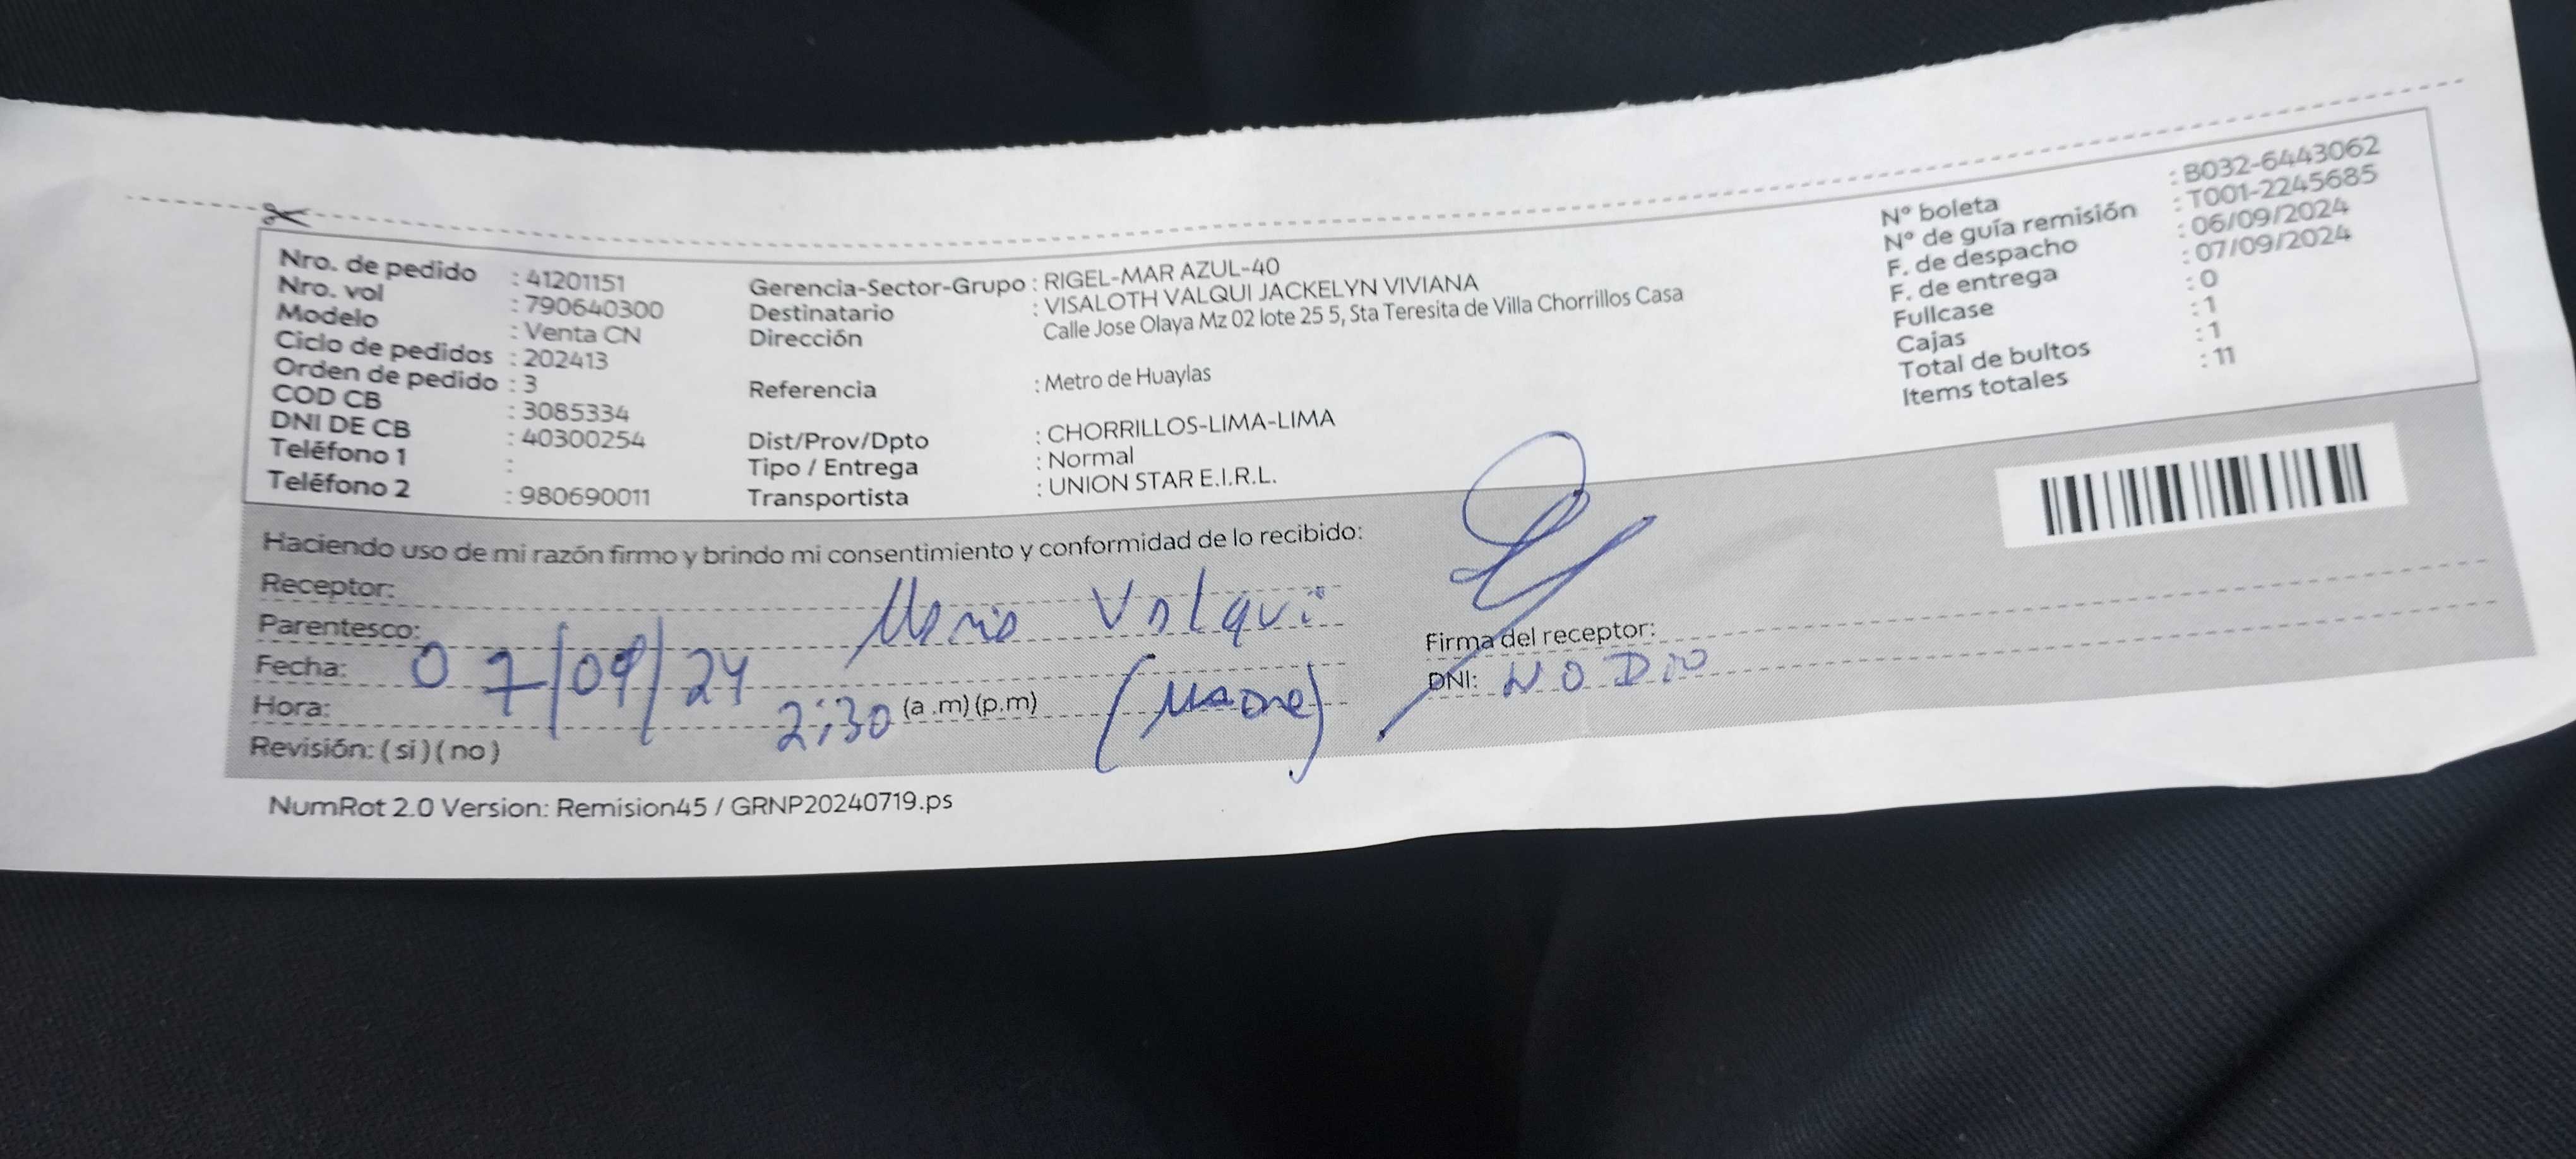 Nro. de pedido : 41201151
Nro. vol : 790640300
Modelo : Venta CN
Ciclo de pedidos : 202413
Orden de pedido : 3
COD CB : 3085334
DNI DE CB : 40300254
Teléfono 1 :
Teléfono 2 : 980690011
Gerencia-Sector-Grupo : RIGEL-MAR AZUL-40
Destinatario : VISALOTH VALQUI JACKELYN VIVIANA
Dirección Calle Jose Olaya Mz 02 lote 25 5, Sta Teresita de Villa Chorrillos Casa
Referencia : Metro de Huaylas
Dist/Prov/Dpto : CHORRILLOS-LIMA-LIMA
Tipo / Entrega : Normal
Transportista : UNION STAR E.I.R.L.
N° boleta : B032-6443062
N° de guía remisión : T001-2245685
F. de despacho : 06/09/2024
F. de entrega : 07/09/2024
Fullcase : 0
Cajas : 1
Total de bultos : 1
Items totales : 11
Haciendo uso de mi razón firmo y brindo mi consentimiento y conformidad de lo recibido:
Receptor: Maria Valqui
Parentesco: (Madre)
Fecha: 07/09/24
Hora: 2:30 (a .m) (p.m)
Revisión: ( si ) ( no )
Firma del receptor:
DNI: NO DIO
NumRot 2.0 Version: Remision45 / GRNP20240719.ps